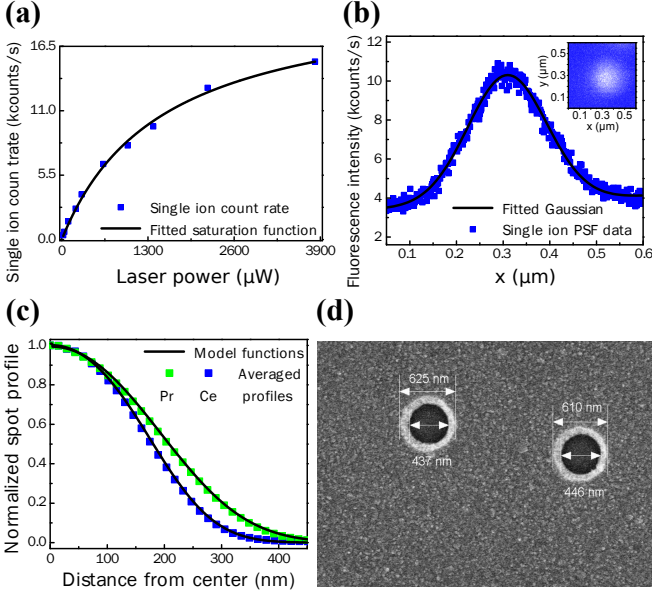 (a)
Single ion coun trate (kcounts/s)
16.5
11.0
5.5
0.0
Single ion count rate
Fitted saturation function
0
1300
2600
3900
Laser power (µW)
(b)
Fluorescence intensity (kcounts/s)
12
10
8
6
4
2
y (µm)
0.5
0.3
0.1
0.1
0.3
0.5
x (µm)
Fitted Gaussian
Single ion PSF data
0.1
0.2
0.3
0.4
0.5
0.6
x (µm)
(c)
Normalized spot profile
1.0
0.8
0.6
0.4
0.2
0.0
Model functions
Averaged
Pr Ce profiles
0
100
200
300
400
Distance from center (nm)
(d)
625 nm
437 nm
610 nm
446 nm